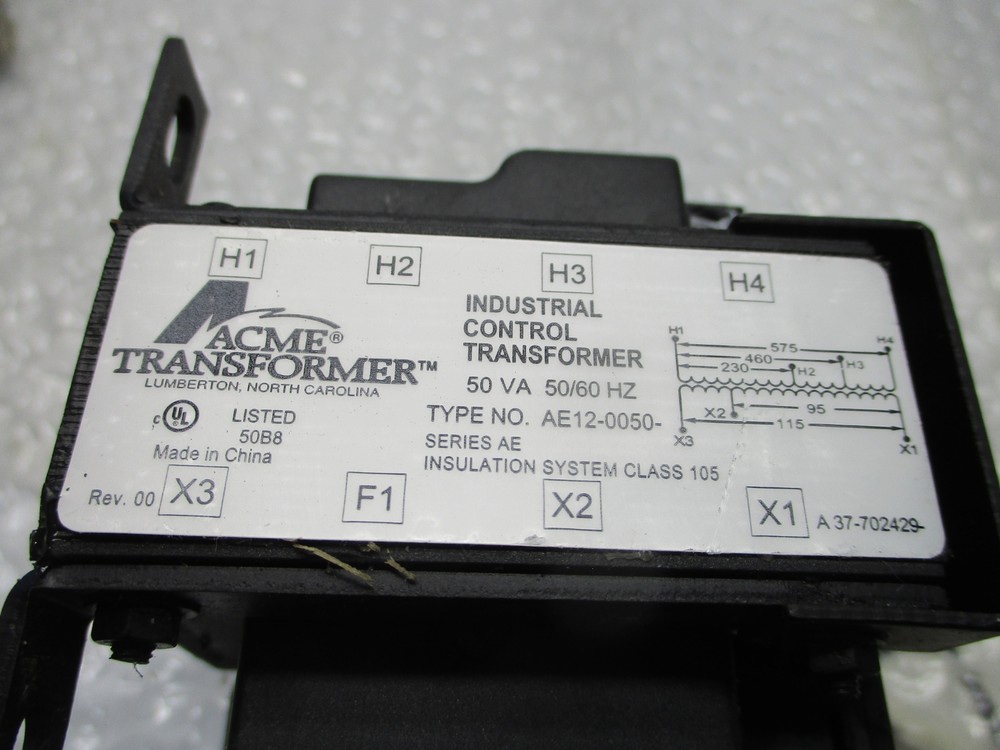 H1
H2
H3
H4
ACME®
TRANSFORMER™
LUMBERTON, NORTH CAROLINA
c UL LISTED
50B8
Made in China
Rev. 00
INDUSTRIAL
CONTROL
TRANSFORMER
50 VA 50/60 HZ
TYPE NO. AE12-0050-
SERIES AE
INSULATION SYSTEM CLASS 105
H1
575
H4
460
H3
230
H2
X2
95
115
X3
X1
X3
F1
X2
X1
A 37-702429-